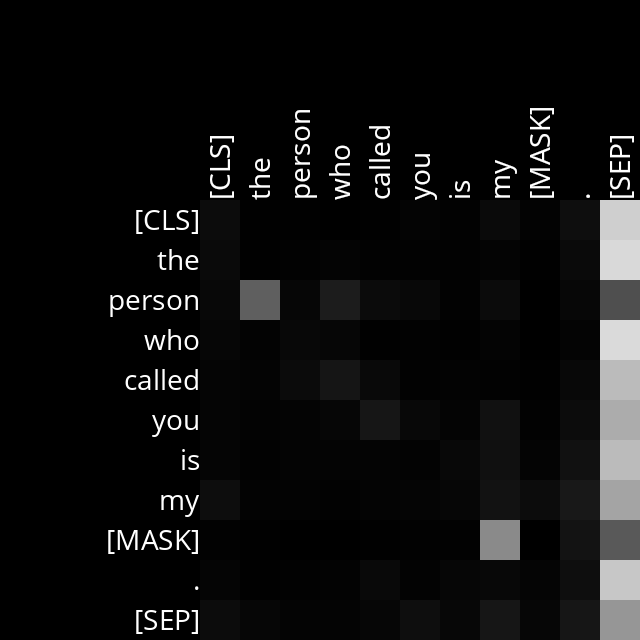 [CLS] the person who called you is my [MASK] . [SEP]
[CLS]
the
person
who
called
you
is
my
[MASK]
.
[SEP]